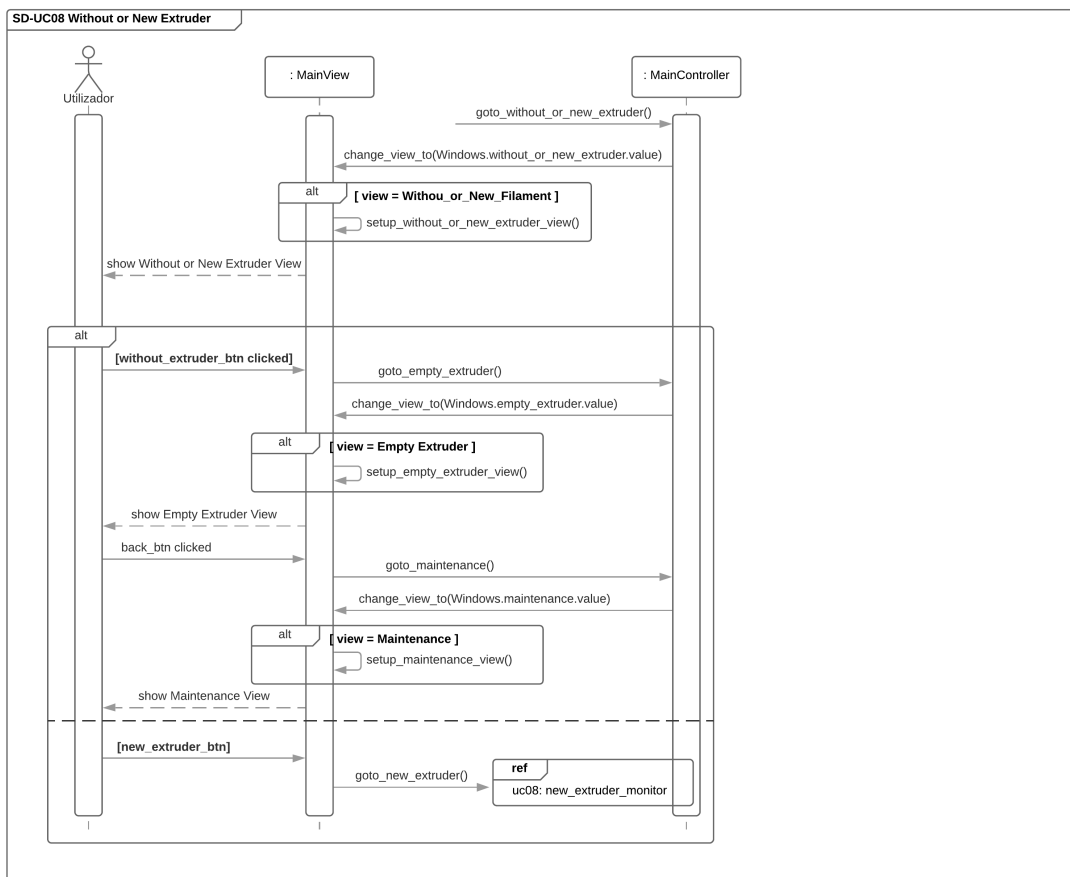 SD-UC08 Without or New Extruder
Utilizador
: MainView
: MainController
goto_without_or_new_extruder()
change_view_to(Windows.without_or_new_extruder.value)
alt
[ view = Withou_or_New_Filament ]
setup_without_or_new_extruder_view()
show Without or New Extruder View
alt
[without_extruder_btn clicked]
goto_empty_extruder()
change_view_to(Windows.empty_extruder.value)
alt
[ view = Empty Extruder ]
setup_empty_extruder_view()
show Empty Extruder View
back_btn clicked
goto_maintenance()
change_view_to(Windows.maintenance.value)
alt
[ view = Maintenance ]
setup_maintenance_view()
show Maintenance View
[new_extruder_btn]
goto_new_extruder()
ref
uc08: new_extruder_monitor